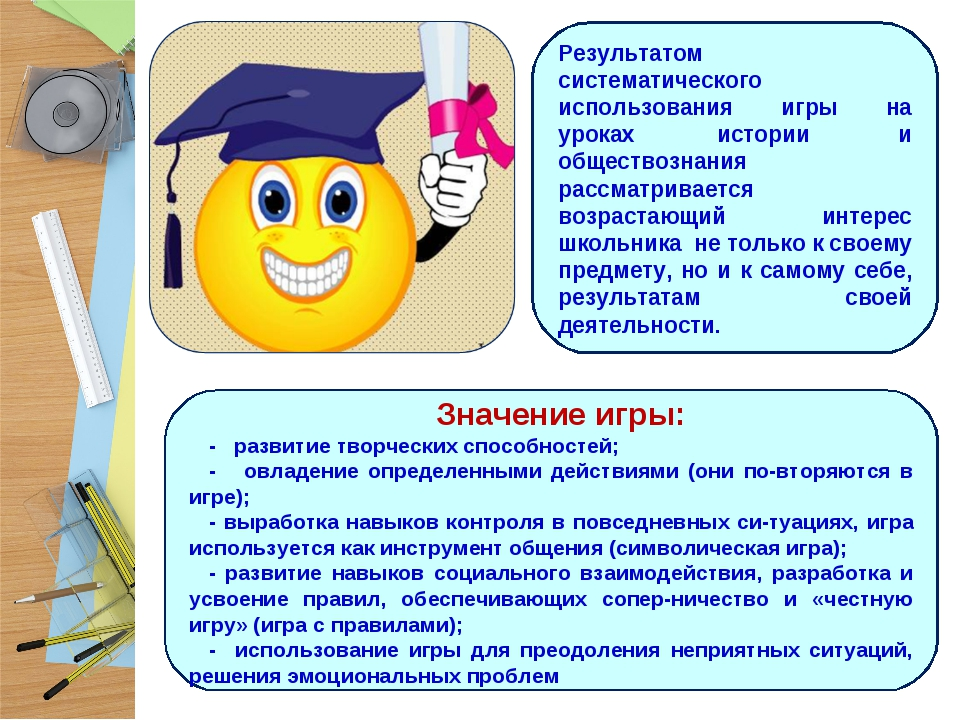 Результатом
систематического
использования игры на
уроках истории и
обществознания
рассматривается
возрастающий интерес
школьника не только к своему
предмету, но и к самому себе,
результатам своей
деятельности.
Значение игры:
- развитие творческих способностей;
- овладение определенными действиями (они по-вторяются в
игре);
- выработка навыков контроля в повседневных си-туациях, игра
используется как инструмент общения (символическая игра);
- развитие навыков социального взаимодействия, разработка и
усвоение правил, обеспечивающих сопер-ничество и «честную
игру» (игра с правилами);
- использование игры для преодоления неприятных ситуаций,
решения эмоциональных проблем